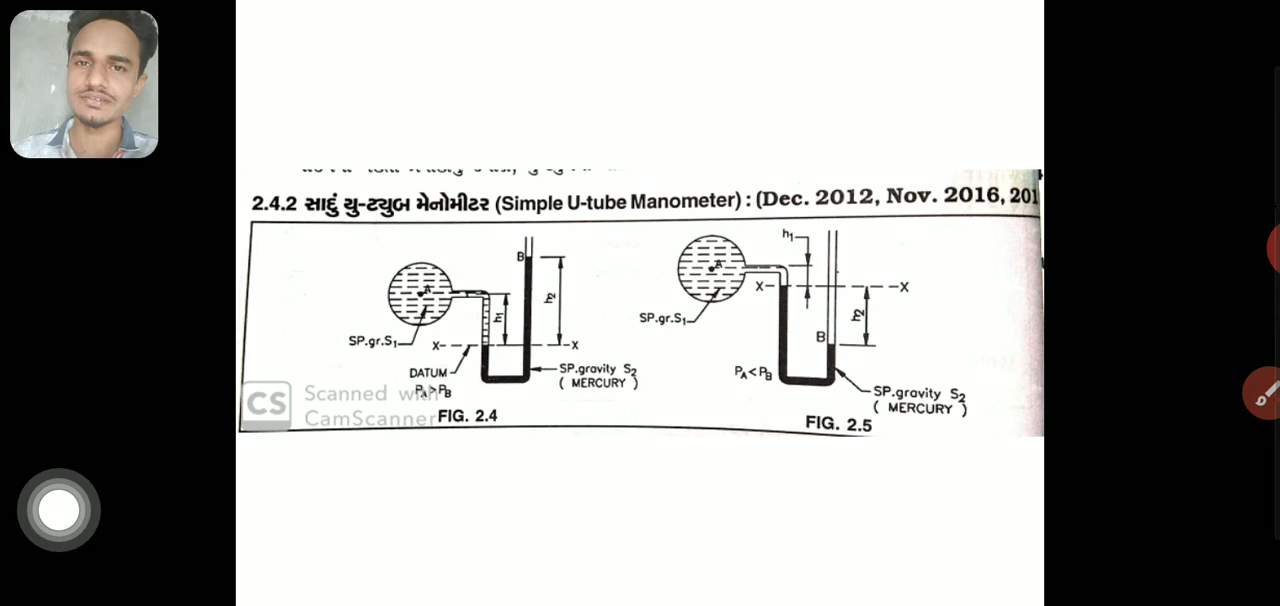 2.4.2 સાદું યુ-ટ્યુબ મેનોમીટર (Simple U-tube Manometer) : (Dec. 2012, Nov. 2016, 201
A
B
h₁
h₂
SP.gr.S₁
X- -X
DATUM
PA>PB
SP.gravity S₂
( MERCURY )
FIG. 2.4
h₁
A
X- -X
SP.gr.S₁
h₂
B
PA<PB
SP.gravity S₂
( MERCURY )
FIG. 2.5
CS Scanned with
CamScanner